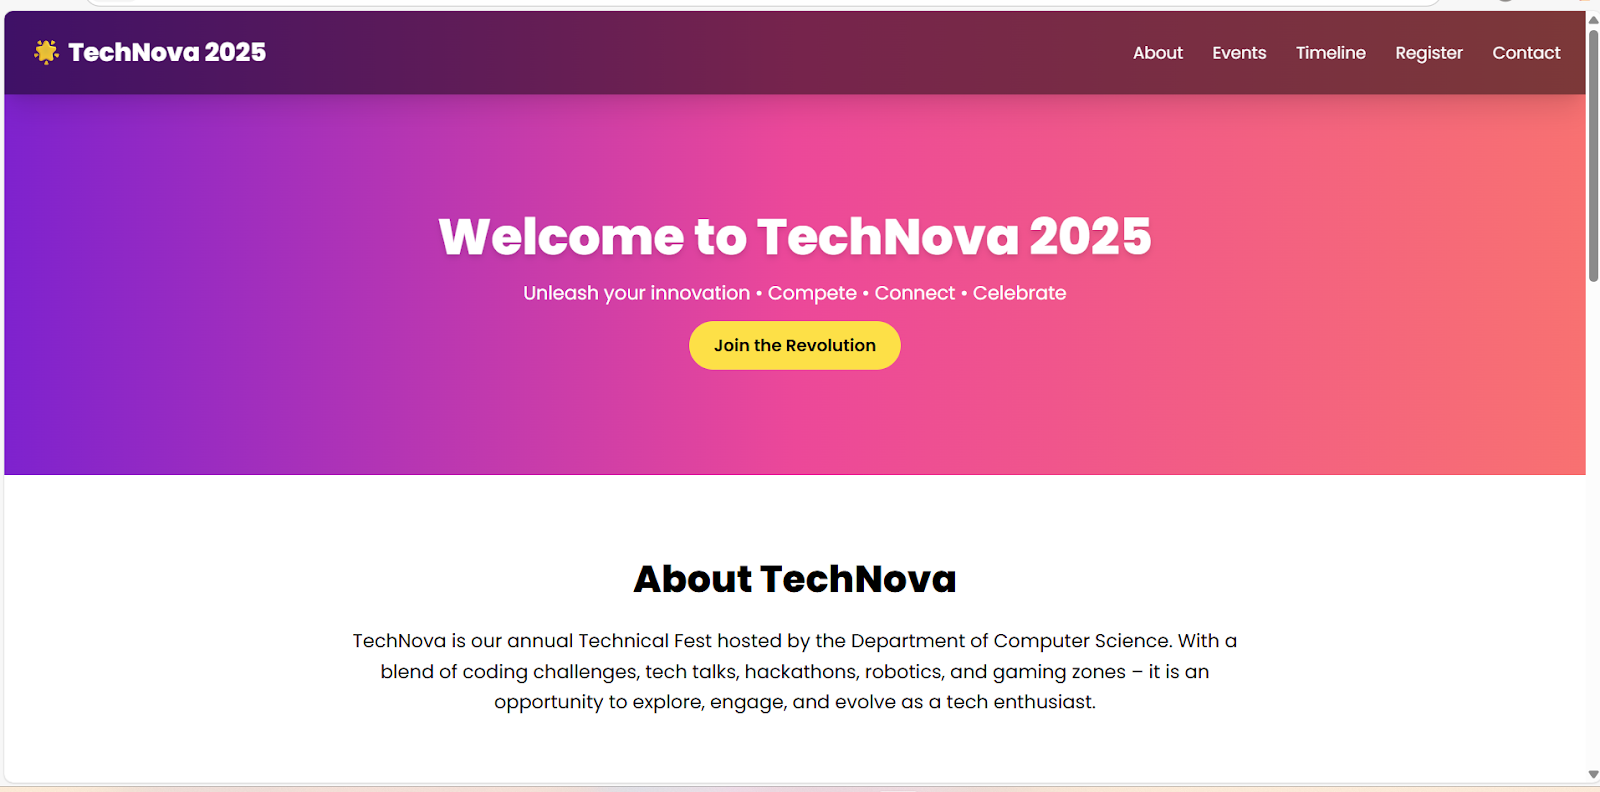 TechNova 2025
About Events Timeline Register Contact
Welcome to TechNova 2025
Unleash your innovation • Compete • Connect • Celebrate
Join the Revolution
About TechNova
TechNova is our annual Technical Fest hosted by the Department of Computer Science. With a
blend of coding challenges, tech talks, hackathons, robotics, and gaming zones – it is an
opportunity to explore, engage, and evolve as a tech enthusiast.